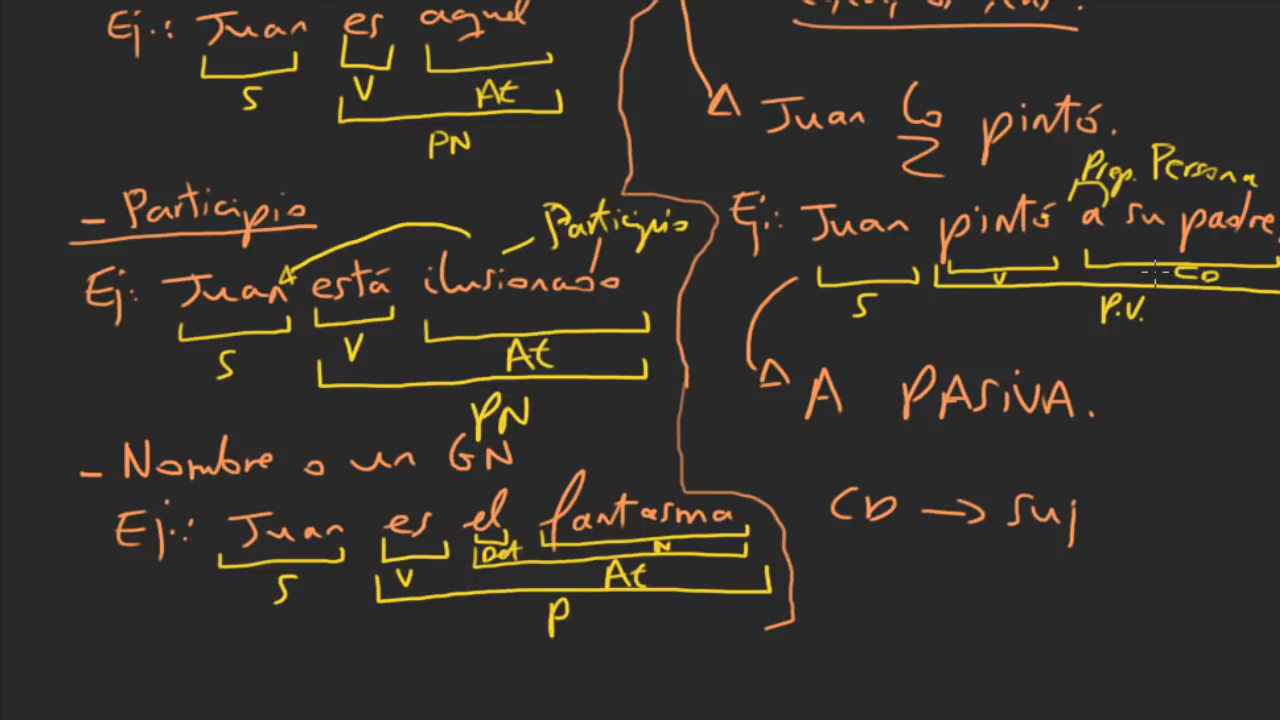 Ej.: Juan es aquel
S V At
PN
- Participio
Participio
Ej: Juan está ilusionado
S V At
PN
- Nombre o un GN
Ej.: Juan es el fantasma
Det N
S V At
P
Juan Lo pintó.
Prep. Persona
Ej.: Juan pintó a su padre.
V CD
S P.V.
A PASIVA.
CD → Suj